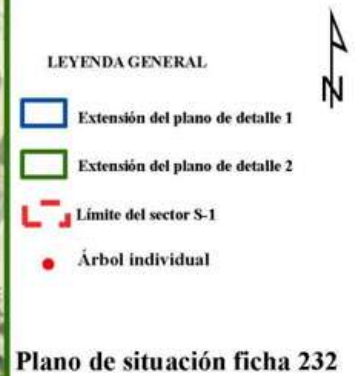 N
LEYENDA GENERAL
Extensión del plano de detalle 1
Extensión del plano de detalle 2
Límite del sector S-1
Árbol individual
Plano de situación ficha 232